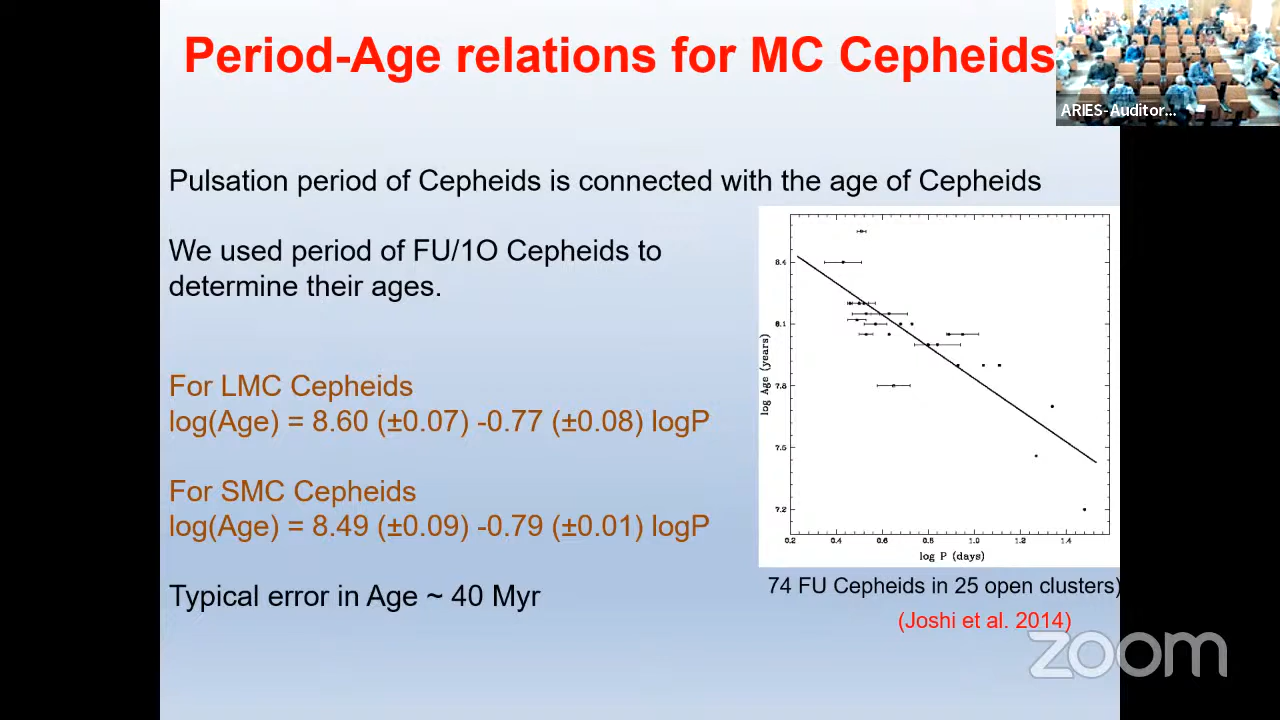 Period-Age relations for MC Cepheids
ARIES-Auditor...
Pulsation period of Cepheids is connected with the age of Cepheids
We used period of FU/1O Cepheids to
determine their ages.
For LMC Cepheids
log(Age) = 8.60 (±0.07) -0.77 (±0.08) logP
For SMC Cepheids
log(Age) = 8.49 (±0.09) -0.79 (±0.01) logP
Typical error in Age ~ 40 Myr
log Age (years)
8.4
8.1
7.8
7.5
7.2
0.2 0.4 0.6 0.8 1.0 1.2 1.4
log P (days)
74 FU Cepheids in 25 open clusters)
(Joshi et al. 2014)
zoom